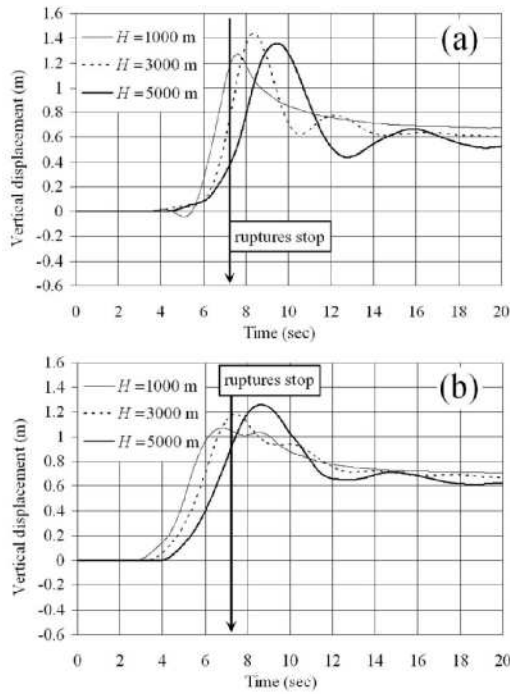 1.6
1.4
1.2
1
0.8
0.6
0.4
0.2
0
-0.2
-0.4
-0.6
Vertical displacement (m)
H =1000 m
H =3000 m
H =5000 m
(a)
ruptures stop
0 2 4 6 8 10 12 14 16 18 20
Time (sec)
1.6
1.4
1.2
1
0.8
0.6
0.4
0.2
0
-0.2
-0.4
-0.6
Vertical displacement (m)
ruptures stop
H =1000 m
H =3000 m
H =5000 m
(b)
0 2 4 6 8 10 12 14 16 18 20
Time (sec)